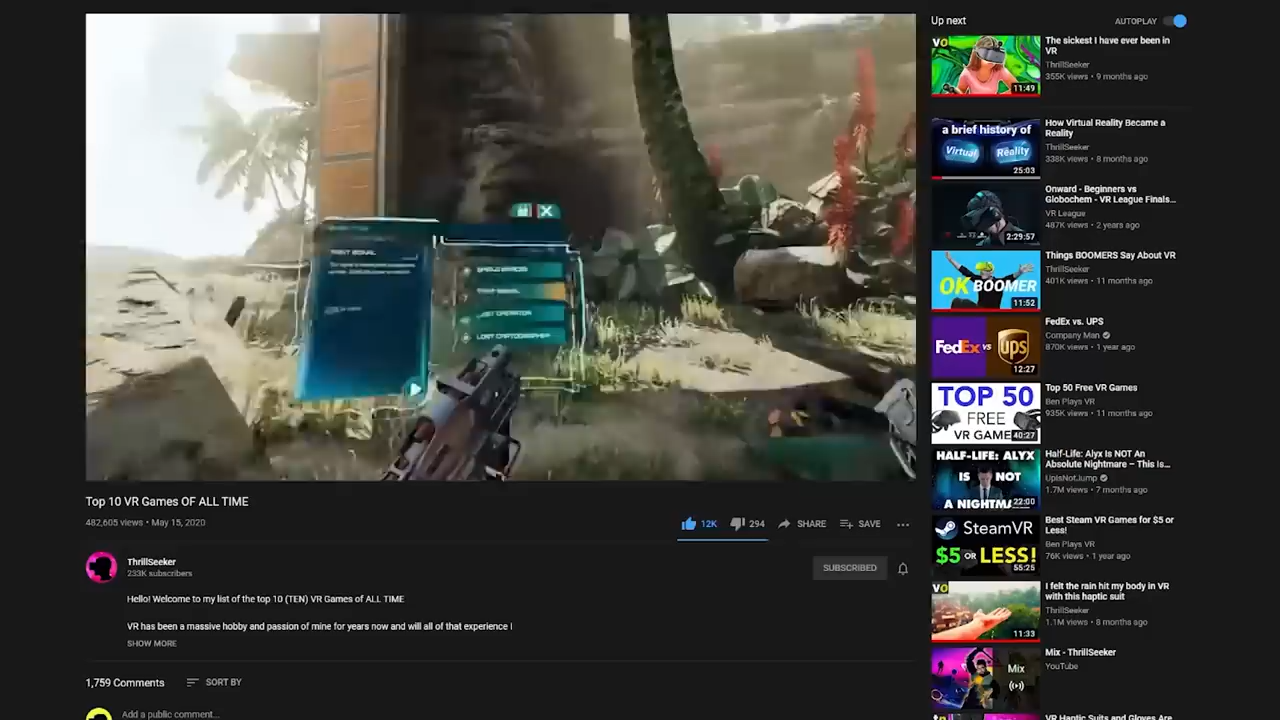 Up next
AUTOPLAY
VO
11:49
The sickest I have ever been in
VR
ThrillSeeker
355K views • 9 months ago
a brief history of
Virtual Reality
25:03
How Virtual Reality Became a
Reality
ThrillSeeker
338K views • 8 months ago
2:29:57
Onward - Beginners vs
Globochem - VR League Finals...
VR League
487K views • 2 years ago
OK BOOMER
11:52
Things BOOMERS Say About VR
ThrillSeeker
401K views • 11 months ago
FedEx vs ups
12:27
FedEx vs. UPS
Company Man
870K views • 1 year ago
TOP 50
FREE
VR GAME
40:27
Top 50 Free VR Games
Ben Plays VR
935K views • 11 months ago
HALF-LIFE: ALYX
IS NOT
A NIGHTMA
22:00
Half-Life: Alyx Is NOT An
Absolute Nightmare – This Is...
UpIsNotJump
1.7M views • 7 months ago
STEAMVR
$5 OR LESS!
55:25
Best Steam VR Games for $5 or
Less!
Ben Plays VR
76K views • 1 year ago
VO
11:33
I felt the rain hit my body in VR
with this haptic suit
ThrillSeeker
1.1M views • 8 months ago
Mix
Mix - ThrillSeeker
YouTube
VR Haptic Suits and Gloves Are
LOST OPERATOR
LOST CARTOGRAPHER
Top 10 VR Games OF ALL TIME
482,605 views • May 15, 2020
12K
294
SHARE
SAVE
ThrillSeeker
233K subscribers
SUBSCRIBED
Hello! Welcome to my list of the top 10 (TEN) VR Games of ALL TIME
VR has been a massive hobby and passion of mine for years now and will all of that experience I
SHOW MORE
1,759 Comments
SORT BY
Add a public comment...